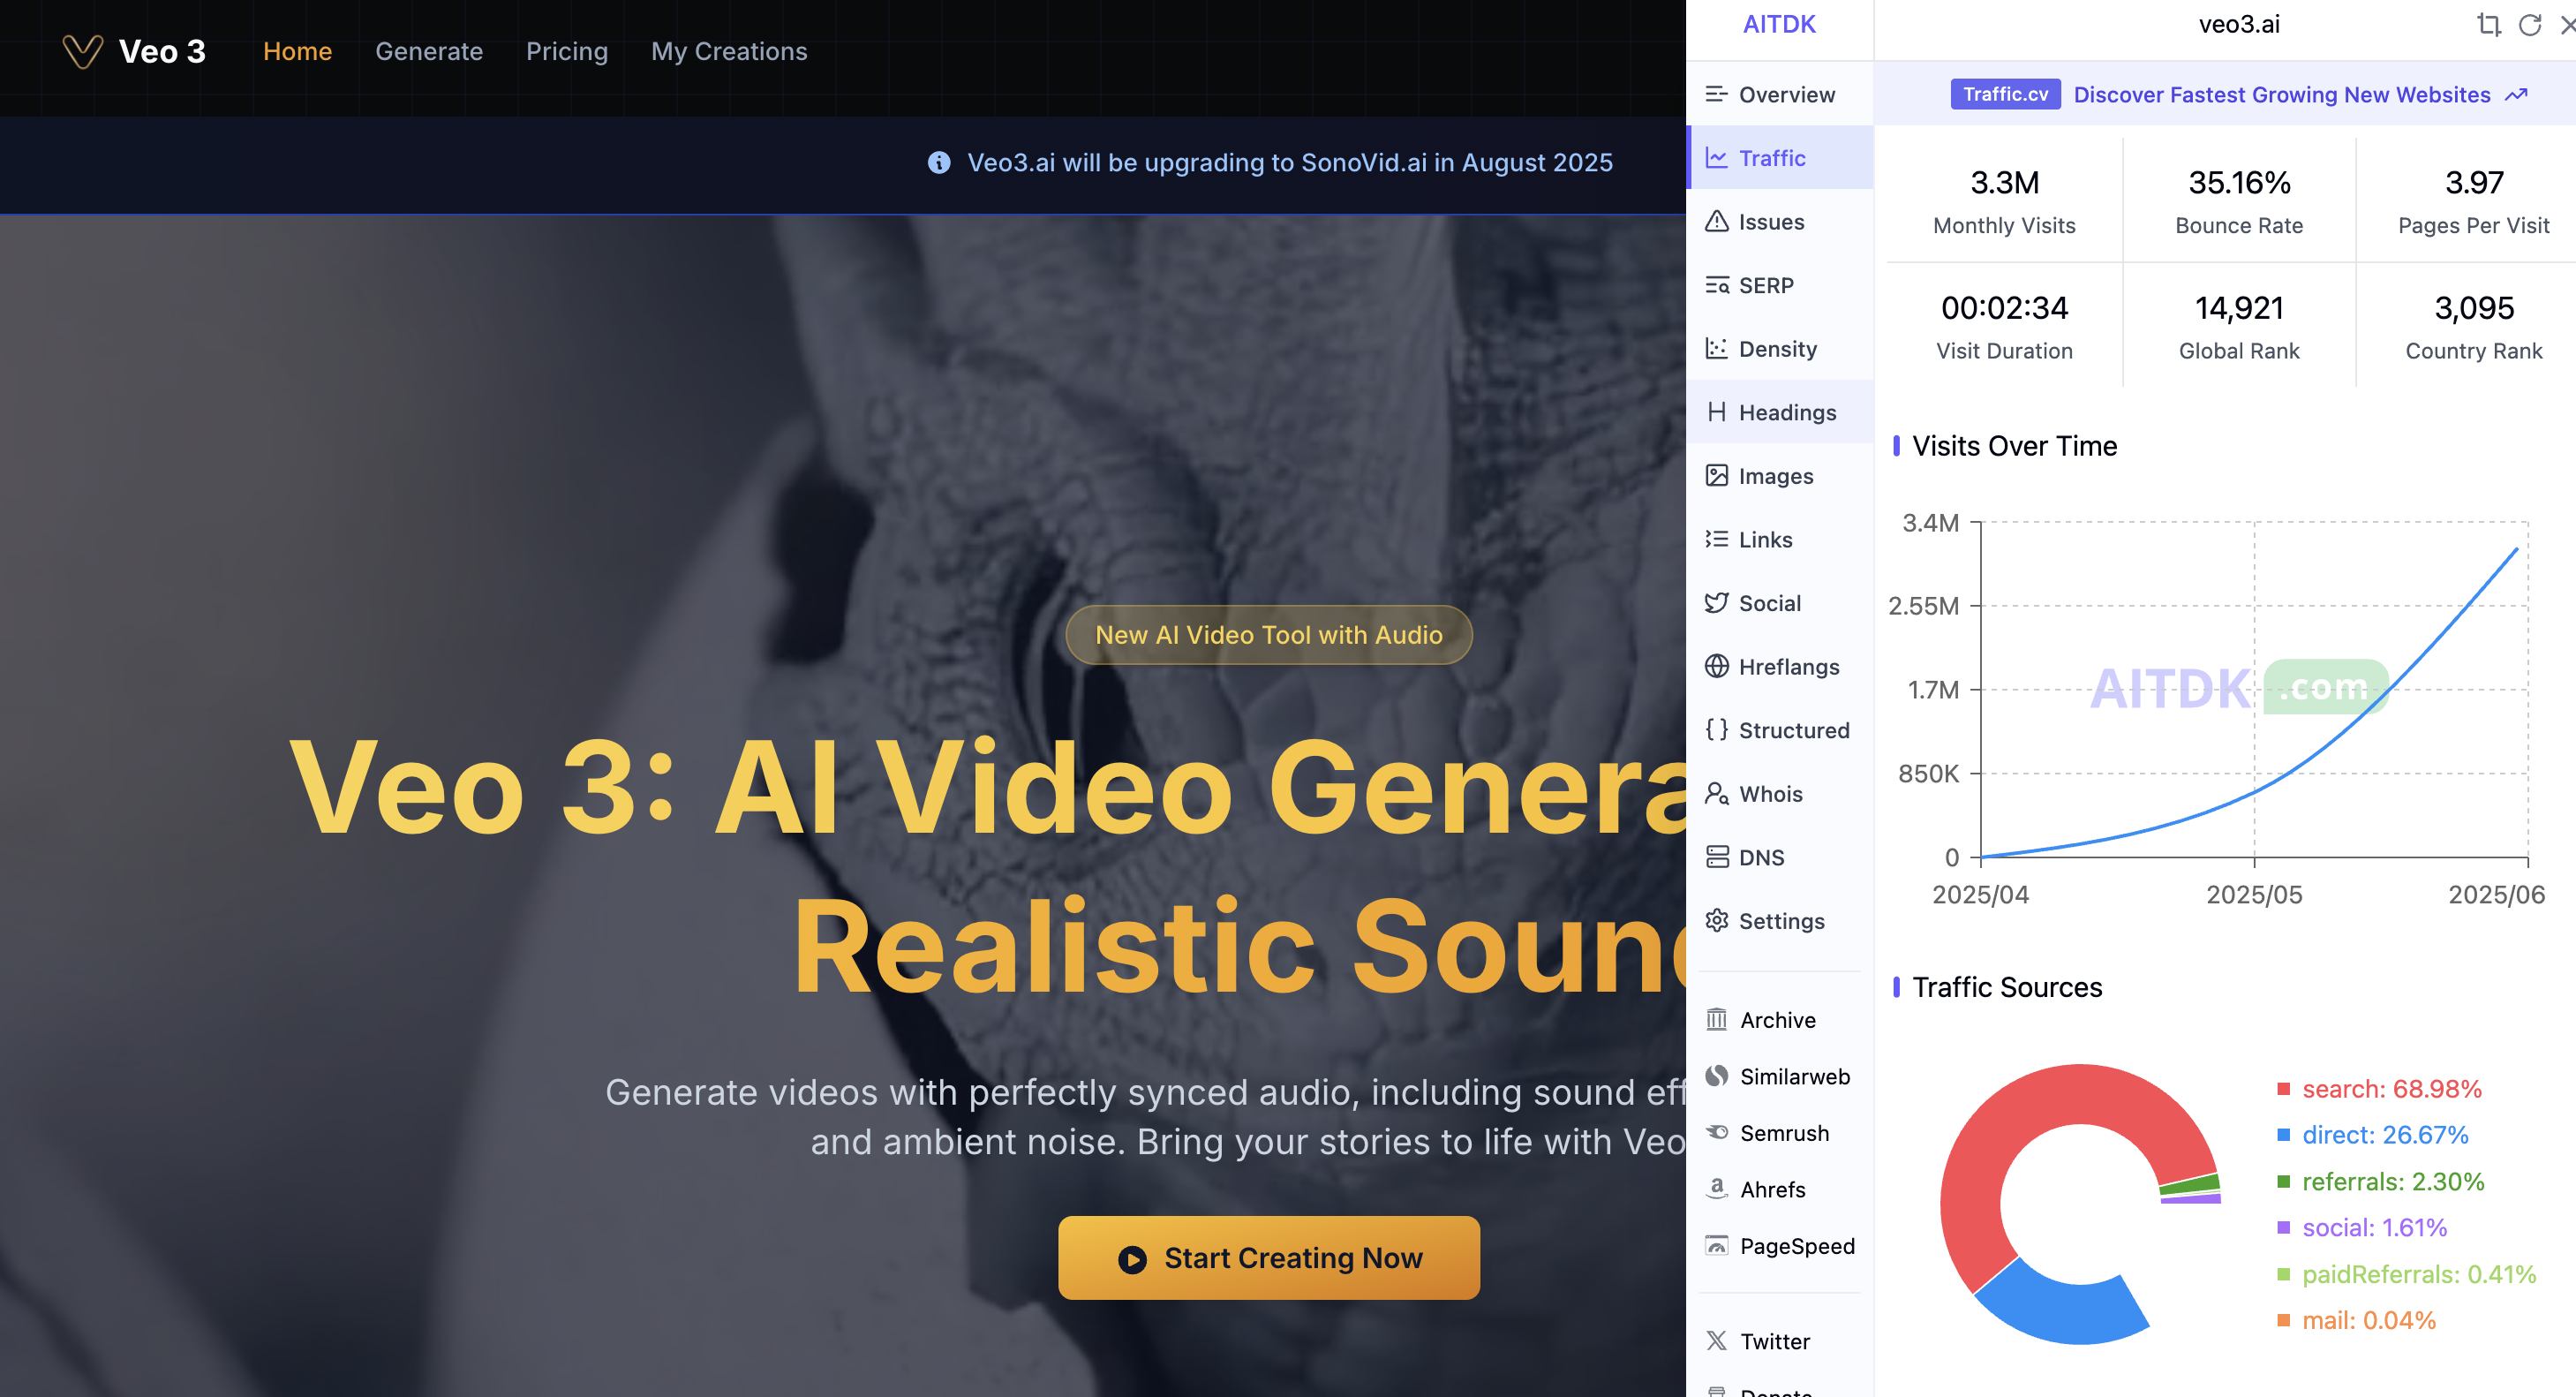 Veo 3
Home
Generate
Pricing
My Creations
Veo3.ai will be upgrading to SonoVid.ai in August 2025
New AI Video Tool with Audio
Veo 3: AI Video Genera
Realistic Sound
Generate videos with perfectly synced audio, including sound eff
and ambient noise. Bring your stories to life with Veo
Start Creating Now
AITDK
Overview
Traffic
Issues
SERP
Density
Headings
Images
Links
Social
Hreflangs
Structured
Whois
DNS
Settings
Archive
Similarweb
Semrush
Ahrefs
PageSpeed
Twitter
Donate
veo3.ai
Traffic.cv Discover Fastest Growing New Websites
3.3M
Monthly Visits
35.16%
Bounce Rate
3.97
Pages Per Visit
00:02:34
Visit Duration
14,921
Global Rank
3,095
Country Rank
Visits Over Time
3.4M
2.55M
1.7M
850K
0
AITDK .com
2025/04
2025/05
2025/06
Traffic Sources
search: 68.98%
direct: 26.67%
referrals: 2.30%
social: 1.61%
paidReferrals: 0.41%
mail: 0.04%